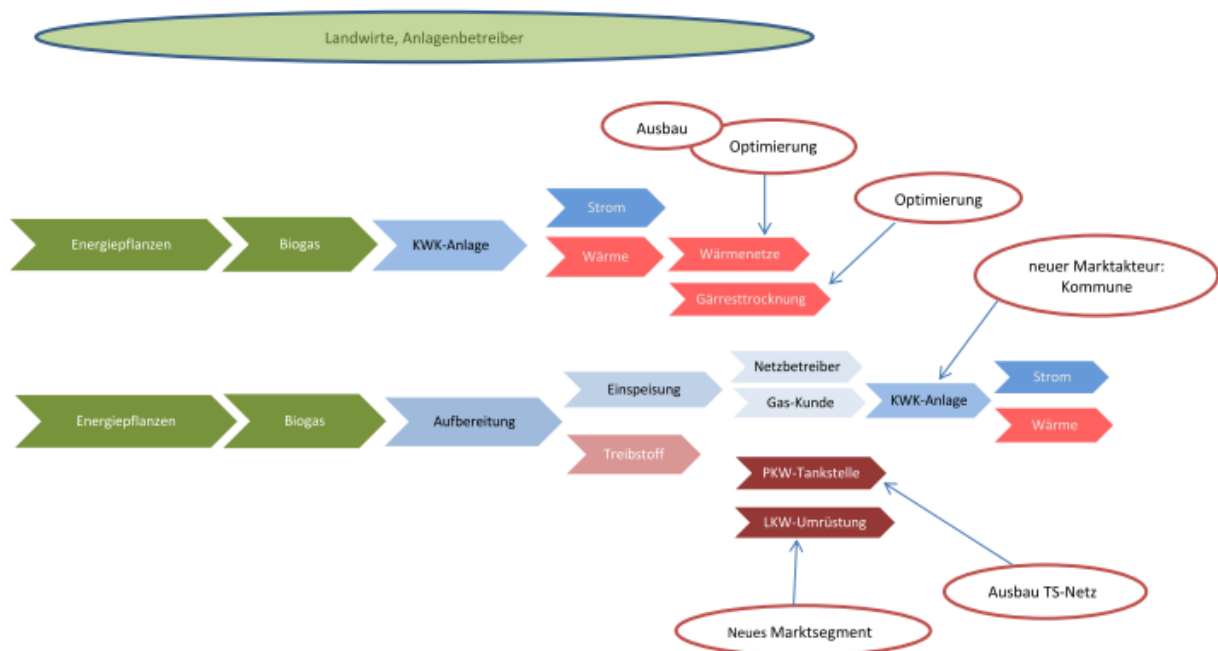 Landwirte, Anlagenbetreiber
Ausbau
Optimierung
Optimierung
Strom
Energiepflanzen
Biogas
KWK-Anlage
Wärme
Wärmenetze
Gärresttrocknung
neuer Marktakteur:
Kommune
Netzbetreiber
Einspeisung
Strom
Gas-Kunde
KWK-Anlage
Energiepflanzen
Biogas
Aufbereitung
Wärme
Treibstoff
PKW-Tankstelle
LKW-Umrüstung
Ausbau TS-Netz
Neues Marktsegment